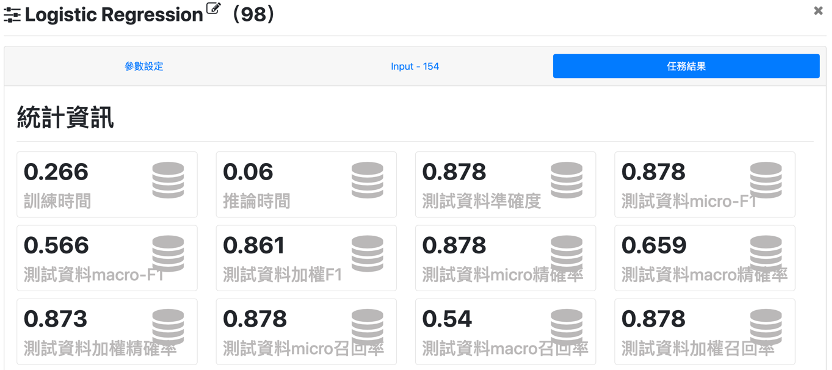 Logistic Regression (98)
參數設定 Input - 154 任務結果
統計資訊
0.266 0.06 0.878 0.878
訓練時間 推論時間 測試資料準確度 測試資料micro-F1
0.566 0.861 0.878 0.659
測試資料macro-F1 測試資料加權F1 測試資料micro精確率 測試資料macro精確率
0.873 0.878 0.54 0.878
測試資料加權精確率 測試資料micro召回率 測試資料macro召回率 測試資料加權召回率